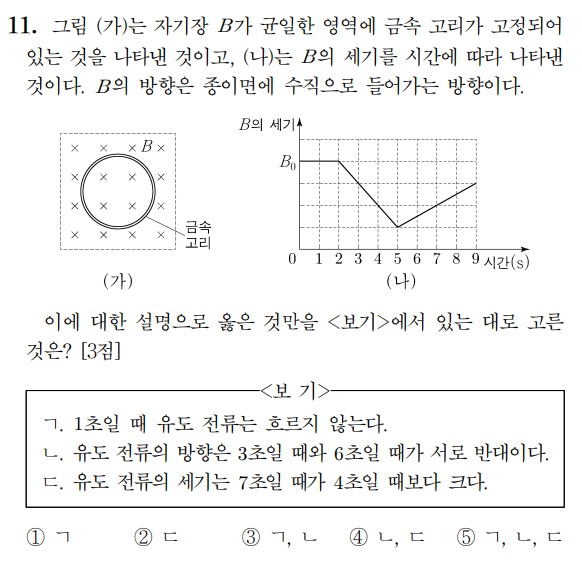 11. 그림 (가)는 자기장 B가 균일한 영역에 금속 고리가 고정되어
있는 것을 나타낸 것이고, (나)는 B의 세기를 시간에 따라 나타낸
것이다. B의 방향은 종이면에 수직으로 들어가는 방향이다.
B
금속
고리
(가)
B의 세기
B₀
0 1 2 3 4 5 6 7 8 9 시간(s)
(나)
이에 대한 설명으로 옳은 것만을 <보기>에서 있는 대로 고른
것은? [3점]
<보 기>
ㄱ. 1초일 때 유도 전류는 흐르지 않는다.
ㄴ. 유도 전류의 방향은 3초일 때와 6초일 때가 서로 반대이다.
ㄷ. 유도 전류의 세기는 7초일 때가 4초일 때보다 크다.
① ㄱ ② ㄷ ③ ㄱ, ㄴ ④ ㄴ, ㄷ ⑤ ㄱ, ㄴ, ㄷ